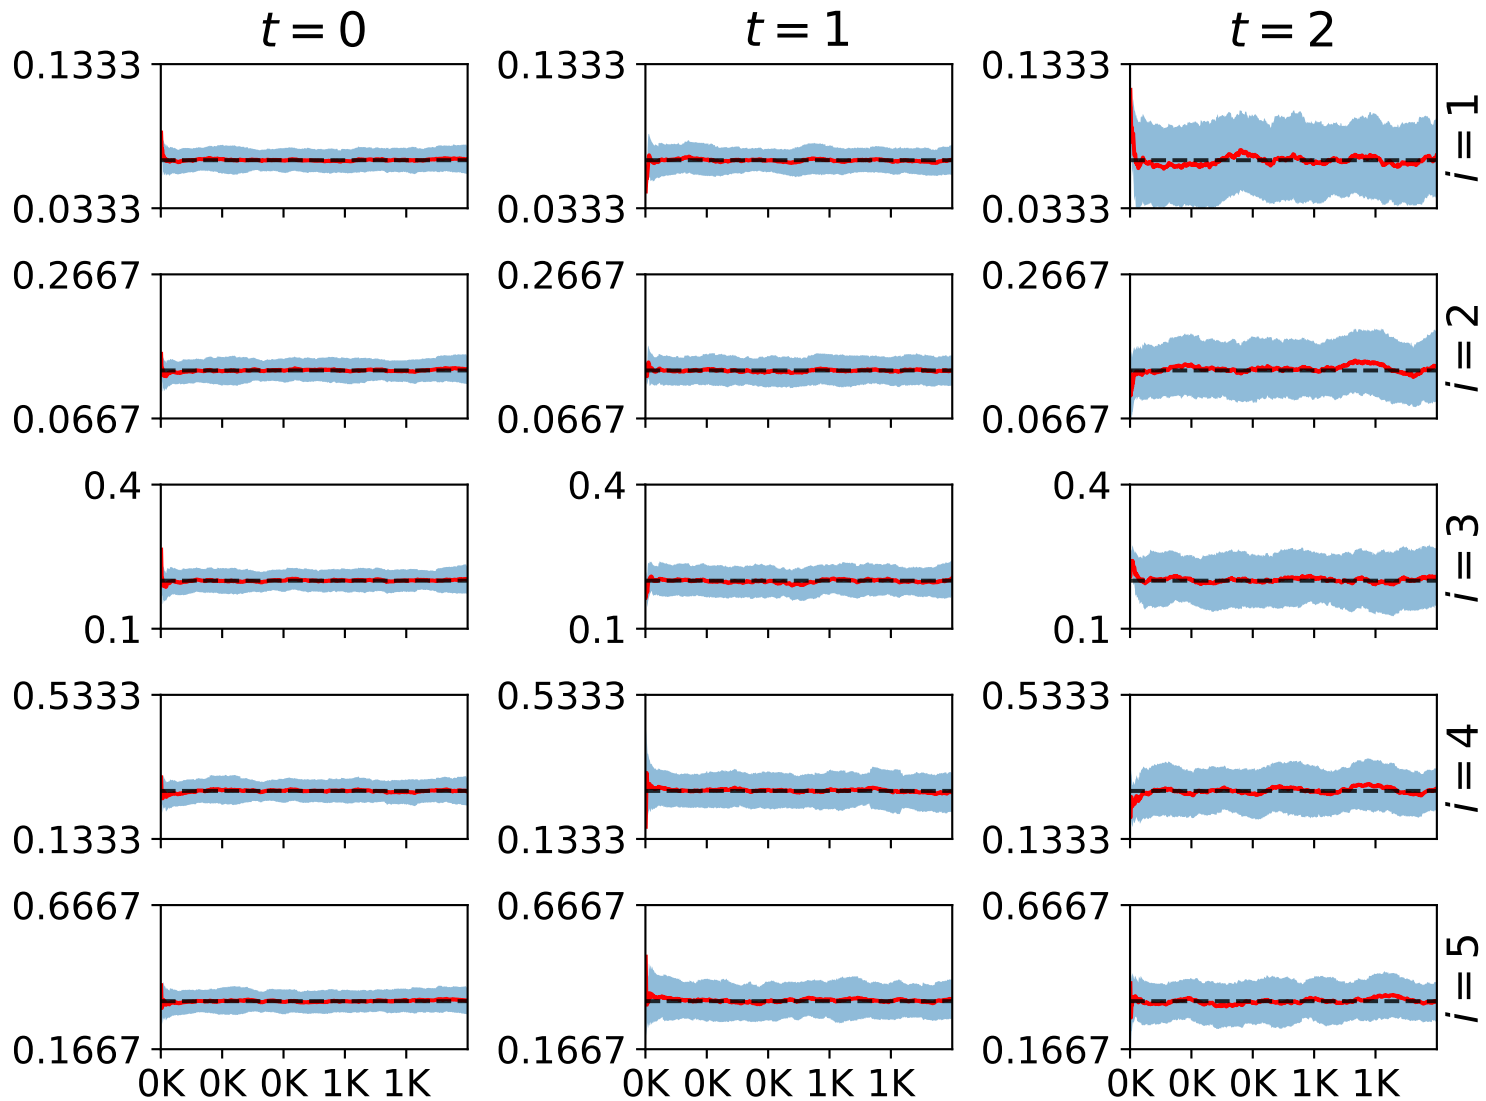 t = 0 t = 1 t = 2
0.1333 0.1333 0.1333
0.0333 0.0333 0.0333
i = 1
0.2667 0.2667 0.2667
0.0667 0.0667 0.0667
i = 2
0.4 0.4 0.4
0.1 0.1 0.1
i = 3
0.5333 0.5333 0.5333
0.1333 0.1333 0.1333
i = 4
0.6667 0.6667 0.6667
0.1667 0.1667 0.1667
i = 5
0K 0K 0K 1K 1K 0K 0K 0K 1K 1K 0K 0K 0K 1K 1K